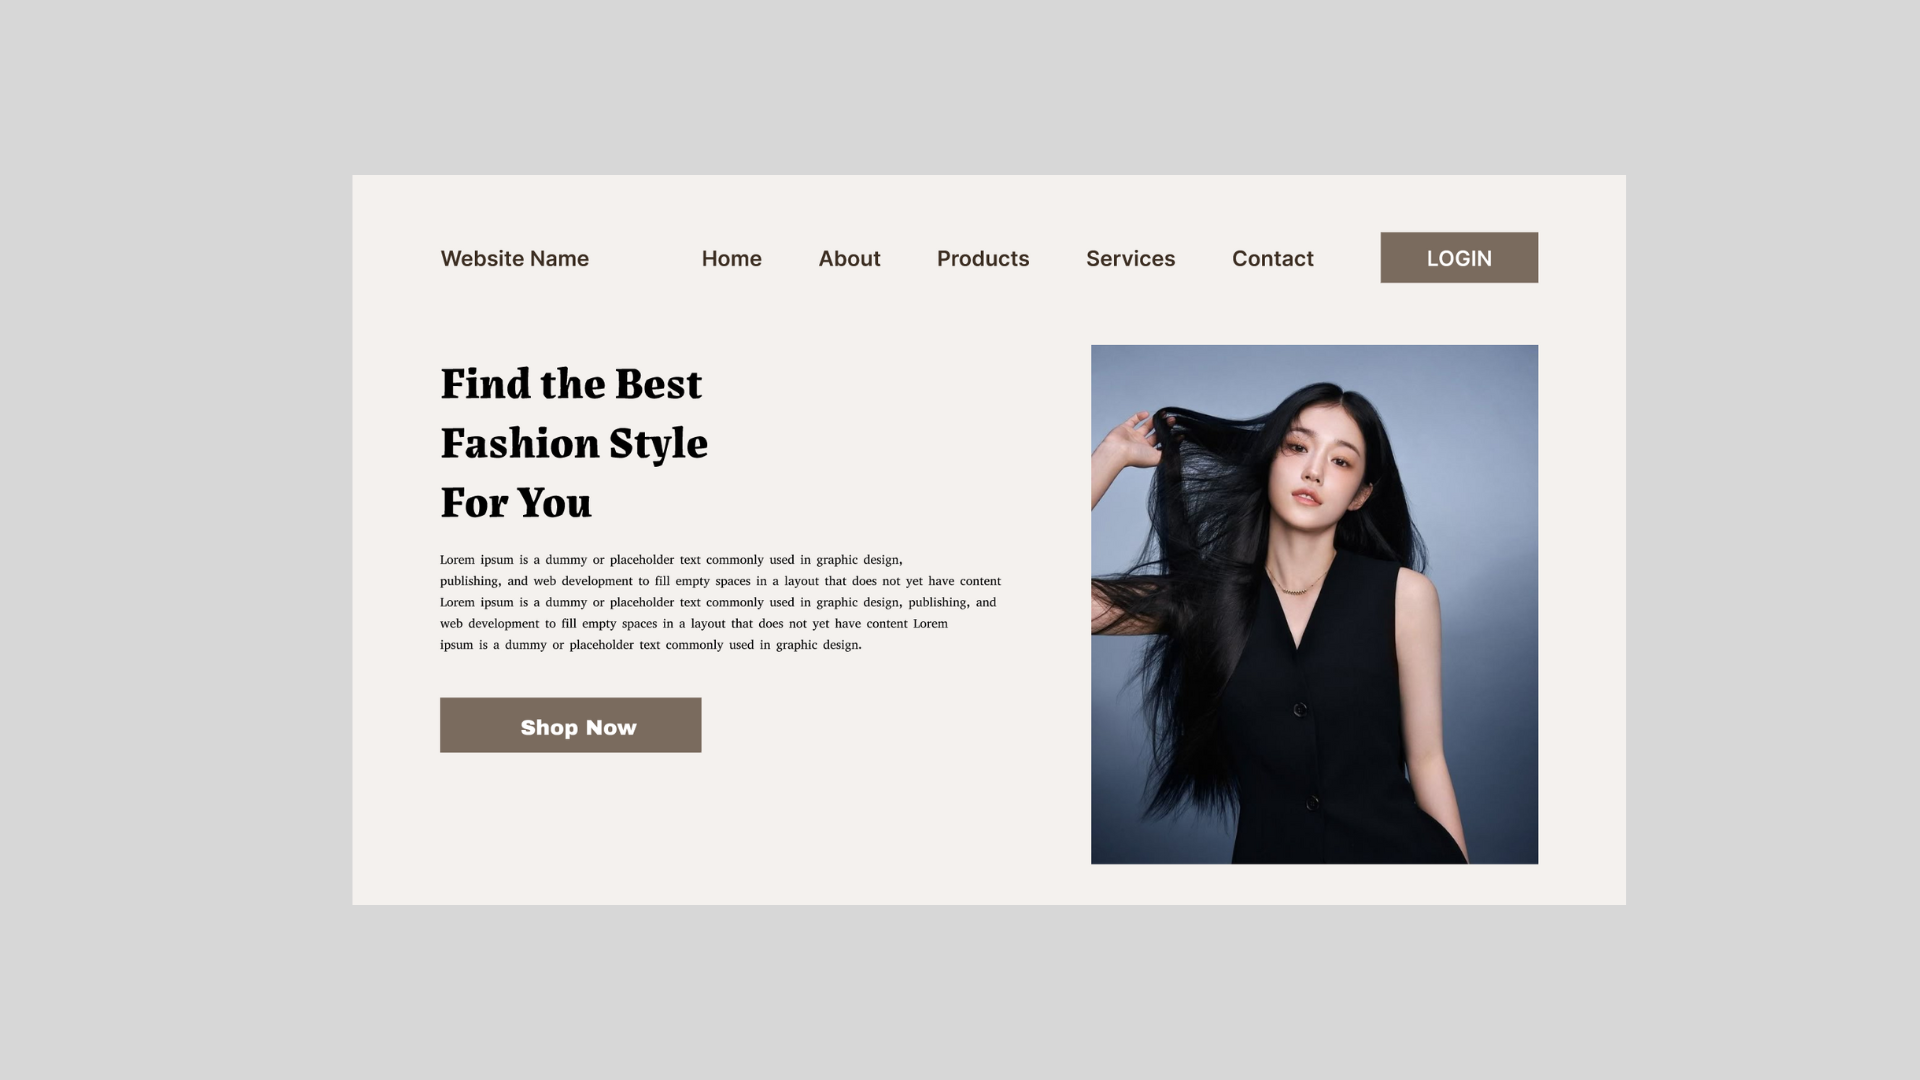 Website Name Home About Products Services Contact LOGIN
Find the Best
Fashion Style
For You
Lorem ipsum is a dummy or placeholder text commonly used in graphic design,
publishing, and web development to fill empty spaces in a layout that does not yet have content
Lorem ipsum is a dummy or placeholder text commonly used in graphic design, publishing, and
web development to fill empty spaces in a layout that does not yet have content Lorem
ipsum is a dummy or placeholder text commonly used in graphic design.
Shop Now